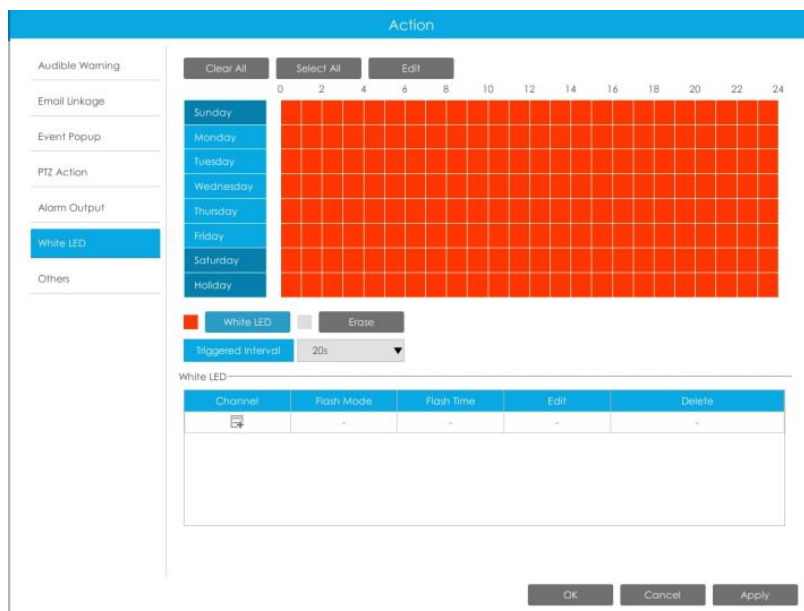 Action
Audible Warning
Email Linkage
Event Popup
PTZ Action
Alarm Output
White LED
Others
Clear All Select All Edit
0 2 4 6 8 10 12 14 16 18 20 22 24
Sunday
Monday
Tuesday
Wednesday
Thursday
Friday
Saturday
Holiday
White LED Erase
Triggered Interval 20s
White LED
Channel Flash Mode Flash Time Edit Delete
- - - -
OK Cancel Apply